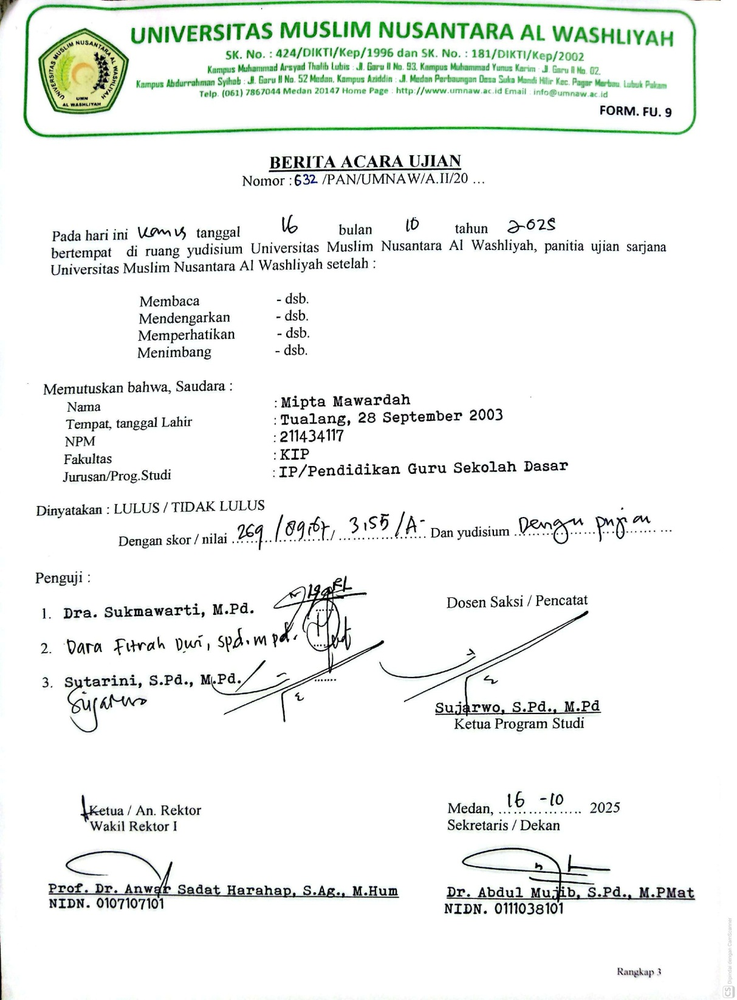 UNIVERSITAS MUSLIM NUSANTARA AL WASHLIYAH
UMN
AL WASHLIYAH
UNIVERSITAS MUSLIM NUSANTARA AL WASHLIYAH
SK. No. : 424/DIKTI/Kep/1996 dan SK. No. : 181/DIKTI/Kep/2002
Kampus Muhammad Arsyad Thalib Lubis : Jl. Garu II No. 93, Kampus Muhammad Yunus Karim : Jl. Garu II No. 02,
Kampus Abdurrahman Syihab : Jl. Garu II No. 52 Medan, Kampus Aziddin : Jl. Medan Perbaungan Desa Suka Mandi Hilir Kec. Pagar Merbau, Lubuk Pakam
Telp. (061) 7867044 Medan 20147 Home Page : http://www.umnaw.ac.id Email : info@umnaw.ac.id
FORM. FU. 9
BERITA ACARA UJIAN
Nomor : 632 /PAN/UMNAW/A.II/20 ...
Pada hari ini Kamis tanggal 16 bulan 10 tahun 2025
bertempat di ruang yudisium Universitas Muslim Nusantara Al Washliyah, panitia ujian sarjana
Universitas Muslim Nusantara Al Washliyah setelah :
Membaca - dsb.
Mendengarkan - dsb.
Memperhatikan - dsb.
Menimbang - dsb.
Memutuskan bahwa, Saudara :
Nama : Mipta Mawardah
Tempat, tanggal Lahir : Tualang, 28 September 2003
NPM : 211434117
Fakultas : KIP
Jurusan/Prog.Studi : IP/Pendidikan Guru Sekolah Dasar
Dinyatakan : LULUS / TIDAK LULUS
Dengan skor / nilai 269 / 89,67, 3,55 /A- Dan yudisium Dengan pujian
Penguji :
Dosen Saksi / Pencatat
1. Dra. Sukmawarti, M.Pd.
2. Dara Fitrah Dwi, Spd. mpd.
3. Sutarini, S.Pd., M.Pd.
Sujarwo
Sujarwo, S.Pd., M.Pd
Ketua Program Studi
Ketua / An. Rektor
Wakil Rektor I
Medan, 16 -10 2025
Sekretaris / Dekan
Prof. Dr. Anwar Sadat Harahap, S.Ag., M.Hum
NIDN. 0107107101
Dr. Abdul Mujib, S.Pd., M.PMat
NIDN. 0111038101
Rangkap 3
CS Dipindai dengan CamScanner